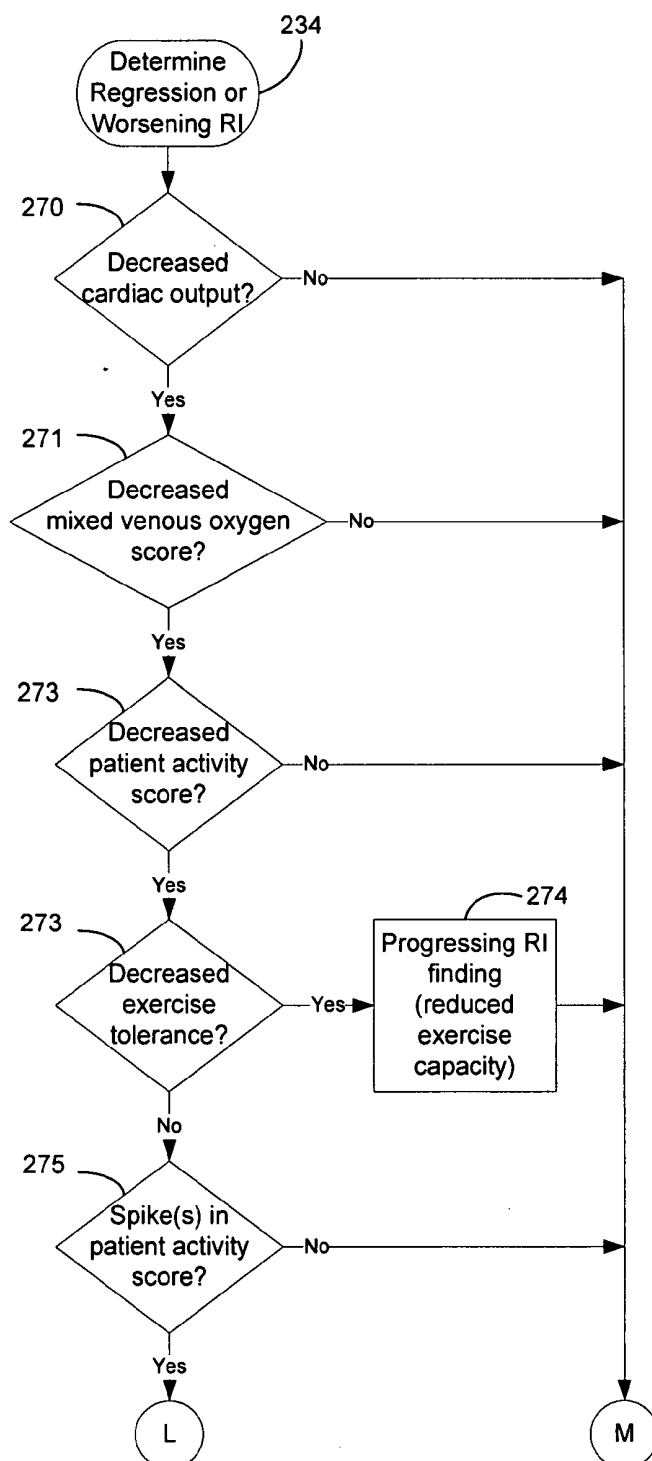 234
Determine
Regression or
Worsening RI
270
Decreased
cardiac output?
No
Yes
271
Decreased
mixed venous oxygen
score?
No
Yes
273
Decreased
patient activity
score?
No
Yes
273
Decreased
exercise
tolerance?
Yes
274
Progressing RI
finding
(reduced
exercise
capacity)
No
275
Spike(s) in
patient activity
score?
No
Yes
L
M